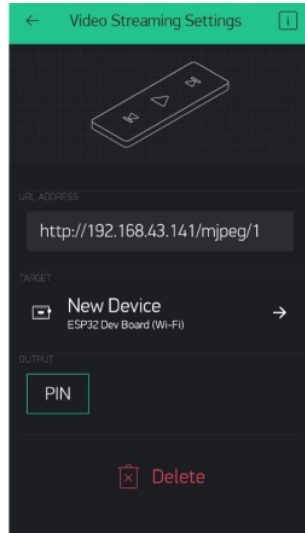 Video Streaming Settings
URL ADDRESS
http://192.168.43.141/mjpeg/1
TARGET
New Device
ESP32 Dev Board (Wi-Fi)
OUTPUT
PIN
Delete